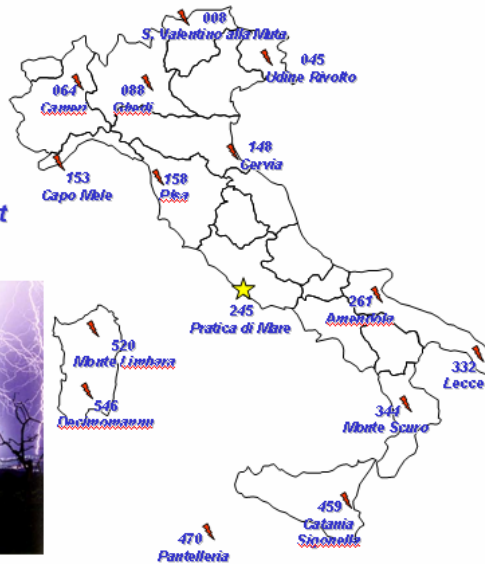 008
S. Valentino alla Muta
045
Udine Rivolto
064
Cameri
088
Ghedi
148
Cervia
153
Capo Mele
158
Pisa
t
245
Pratica di Mare
261
Amendola
520
Monte Limbara
332
Lecce
546
Decimomannu
344
Monte Scuro
459
Catania
Sigonella
470
Pantelleria